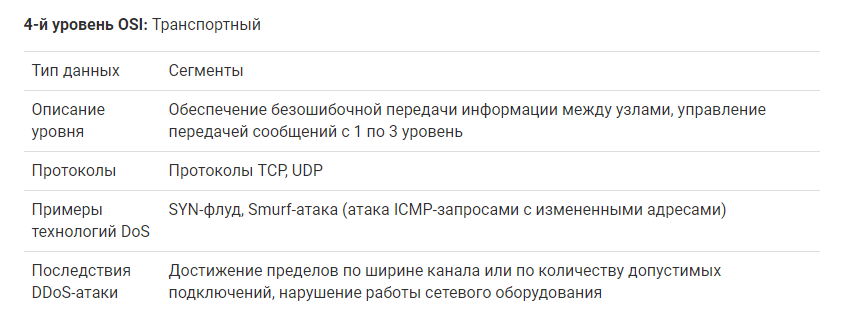 4-й уровень OSI: Транспортный
Тип данных Сегменты
Описание уровня Обеспечение безошибочной передачи информации между узлами, управление
передачей сообщений с 1 по 3 уровень
Протоколы Протоколы TCP, UDP
Примеры технологий DoS SYN-флуд, Smurf-атака (атака ICMP-запросами с измененными адресами)
Последствия DDoS-атаки Достижение пределов по ширине канала или по количеству допустимых
подключений, нарушение работы сетевого оборудования